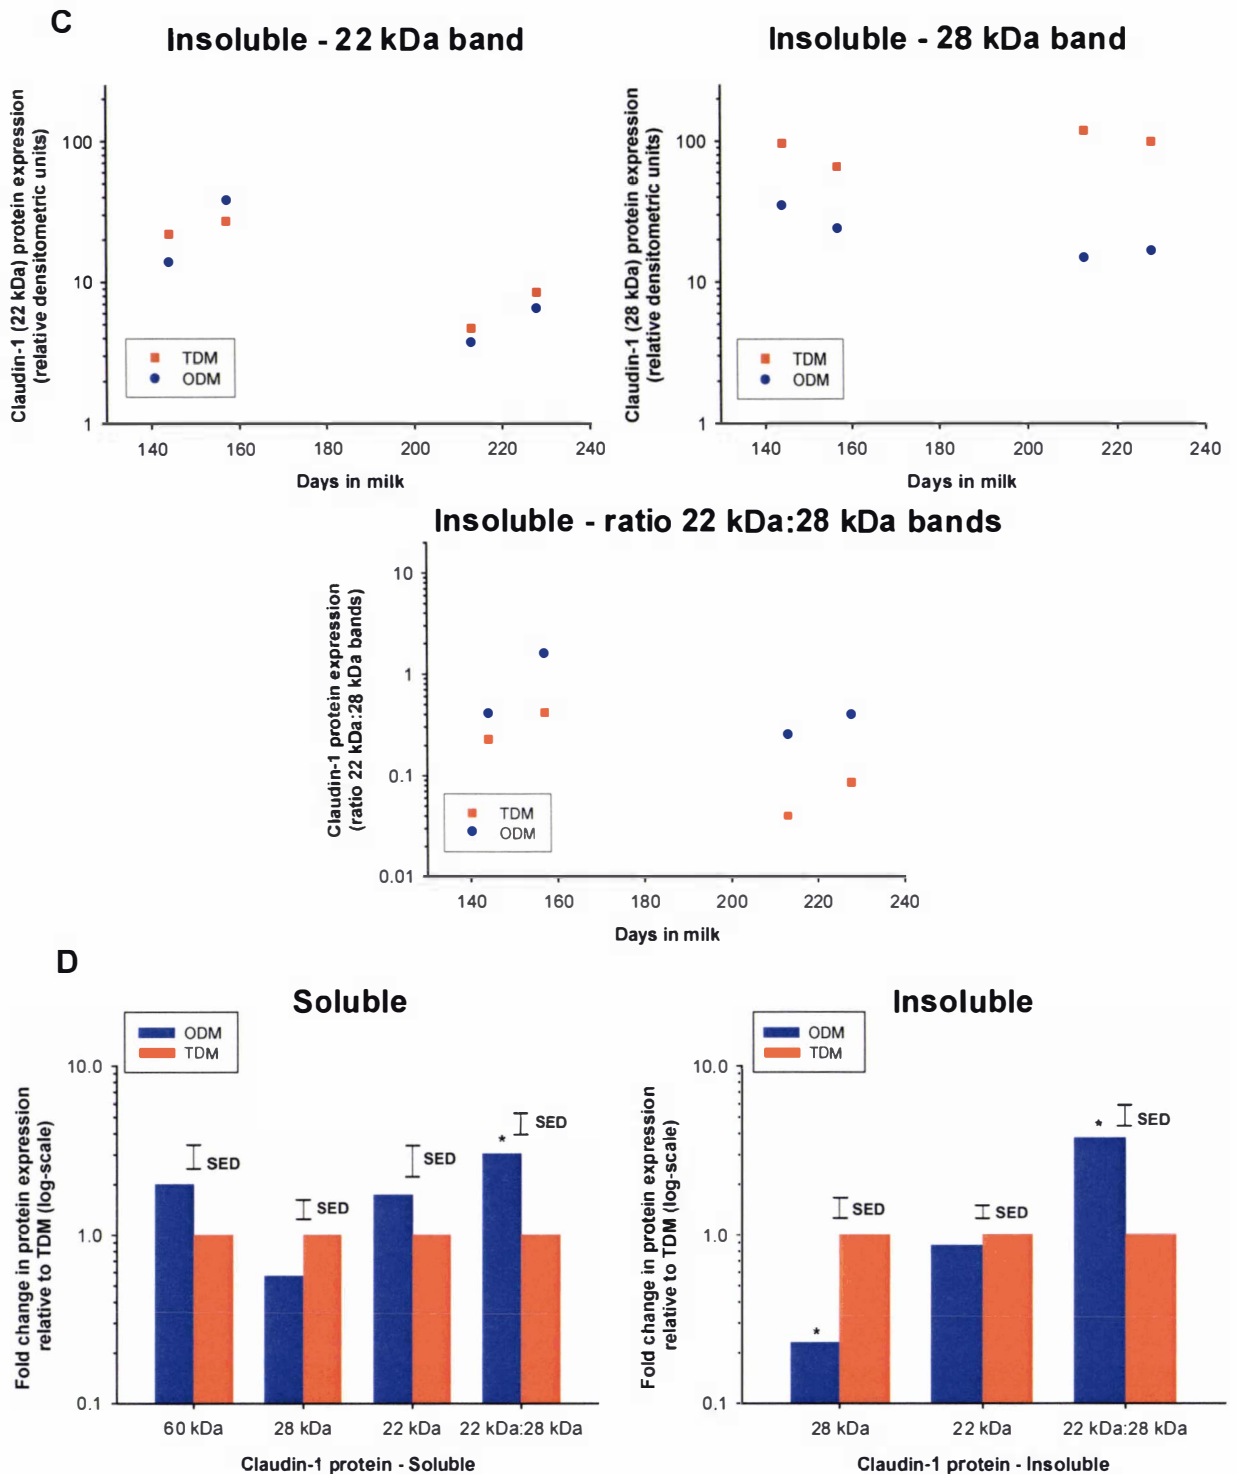 C
Insoluble - 22 kDa band
Claudin-1 (22 kDa) protein expression
(relative densitometric units)
100
10
1
TDM
ODM
140 160 180 200 220 240
Days in milk
Insoluble - 28 kDa band
Claudin-1 (28 kDa) protein expression
(relative densitometric units)
100
10
1
TDM
ODM
140 160 180 200 220 240
Days in milk
Insoluble - ratio 22 kDa:28 kDa bands
Claudin-1 protein expression
(ratio 22 kDa:28 kDa bands)
10
1
0.1
0.01
TDM
ODM
140 160 180 200 220 240
Days in milk
D
Soluble
ODM
TDM
Fold change in protein expression
relative to TDM (log-scale)
10.0
1.0
0.1
SED
SED
SED
* SED
60 kDa 28 kDa 22 kDa 22 kDa:28 kDa
Claudin-1 protein - Soluble
Insoluble
ODM
TDM
Fold change in protein expression
relative to TDM (log-scale)
10.0
1.0
0.1
* SED
SED
* SED
28 kDa 22 kDa 22 kDa:28 kDa
Claudin-1 protein - Insoluble